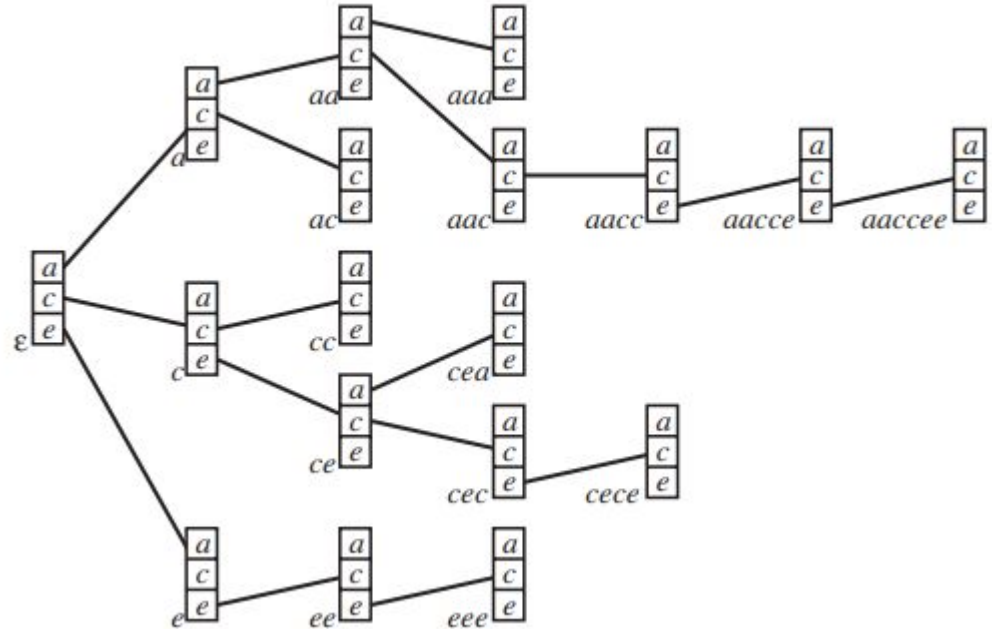 a a
c c
a e e
aa aaa
c
e a a a a a
a
c c c c c
e e e e e
ac aac aacc aacce aaccee
a a
c a c a
e c e c
ε cc
e e
c cea
a
c a a
e c c
ce
e e
cec cece
a a a
c c c
e e e
e ee eee